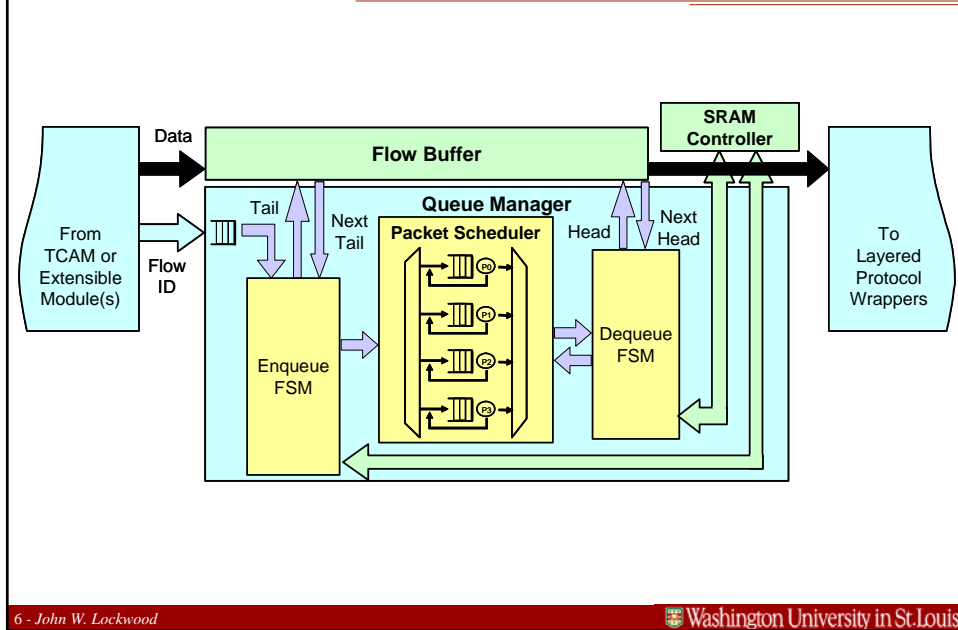 SRAM
Controller
Data
Flow Buffer
Tail
Next
Tail
Queue Manager
Packet Scheduler
Head
Next
Head
From
TCAM or
Extensible
Module(s)
Flow
ID
P0
P1
P2
P3
Enqueue
FSM
Dequeue
FSM
To
Layered
Protocol
Wrappers
6 - John W. Lockwood
Washington University in St.Louis